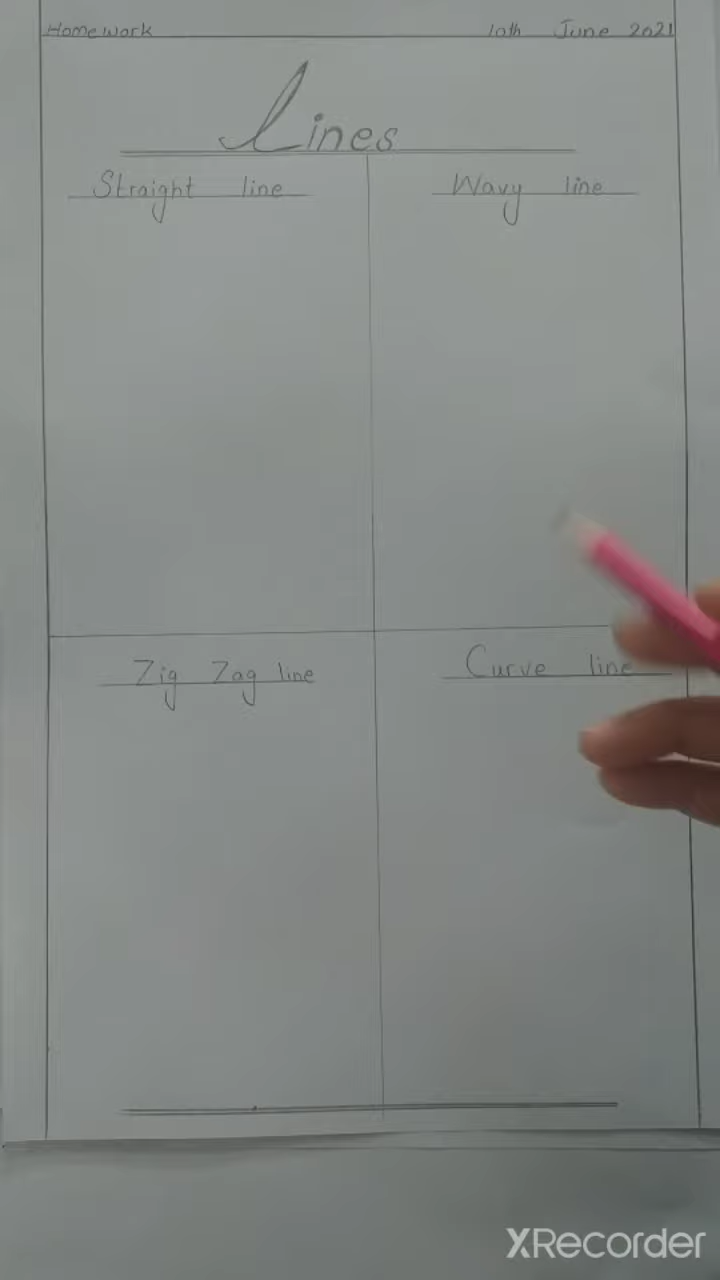 Homework 10th June 2021
Lines
Straight line
Wavy line
Zig Zag line
Curve line
XRecorder